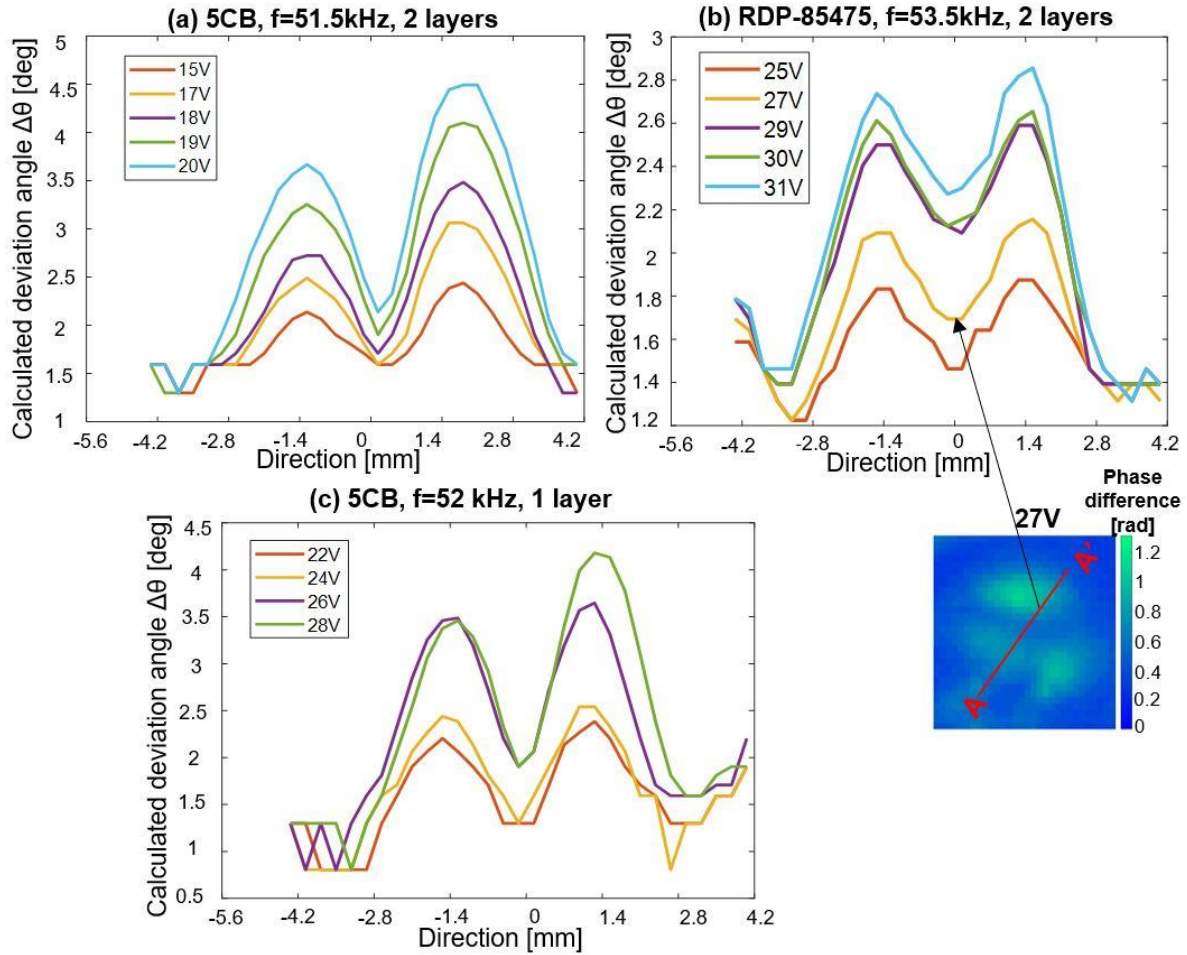 (a) 5CB, f=51.5kHz, 2 layers
Calculated deviation angle Δθ [deg]
5
4.5
4
3.5
3
2.5
2
1.5
1
15V
17V
18V
19V
20V
-5.6 -4.2 -2.8 -1.4 0 1.4 2.8 4.2
Direction [mm]
(b) RDP-85475, f=53.5kHz, 2 layers
Calculated deviation angle Δθ [deg]
3
2.8
2.6
2.4
2.2
2
1.8
1.6
1.4
1.2
25V
27V
29V
30V
31V
-5.6 -4.2 -2.8 -1.4 0 1.4 2.8 4.2
Direction [mm]
Phase
difference
[rad]
27V
A'
A
1.2
1
0.8
0.6
0.4
0.2
0
(c) 5CB, f=52 kHz, 1 layer
Calculated deviation angle Δθ [deg]
4.5
4
3.5
3
2.5
2
1.5
1
0.5
22V
24V
26V
28V
-5.6 -4.2 -2.8 -1.4 0 1.4 2.8 4.2
Direction [mm]